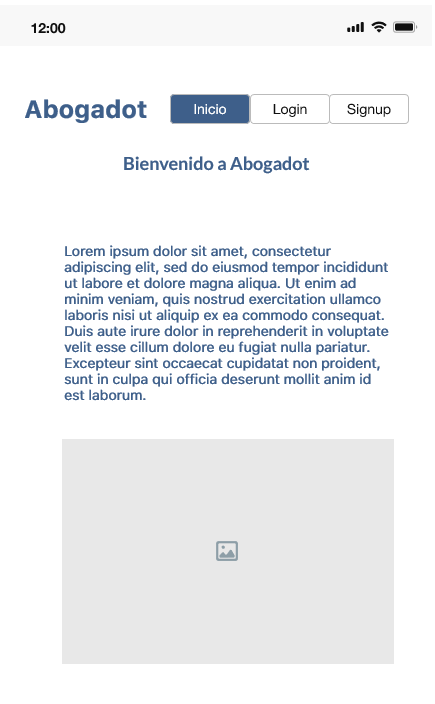 12:00
Abogadot
Inicio Login Signup
Bienvenido a Abogadot
Lorem ipsum dolor sit amet, consectetur
adipiscing elit, sed do eiusmod tempor incididunt
ut labore et dolore magna aliqua. Ut enim ad
minim veniam, quis nostrud exercitation ullamco
laboris nisi ut aliquip ex ea commodo consequat.
Duis aute irure dolor in reprehenderit in voluptate
velit esse cillum dolore eu fugiat nulla pariatur.
Excepteur sint occaecat cupidatat non proident,
sunt in culpa qui officia deserunt mollit anim id
est laborum.